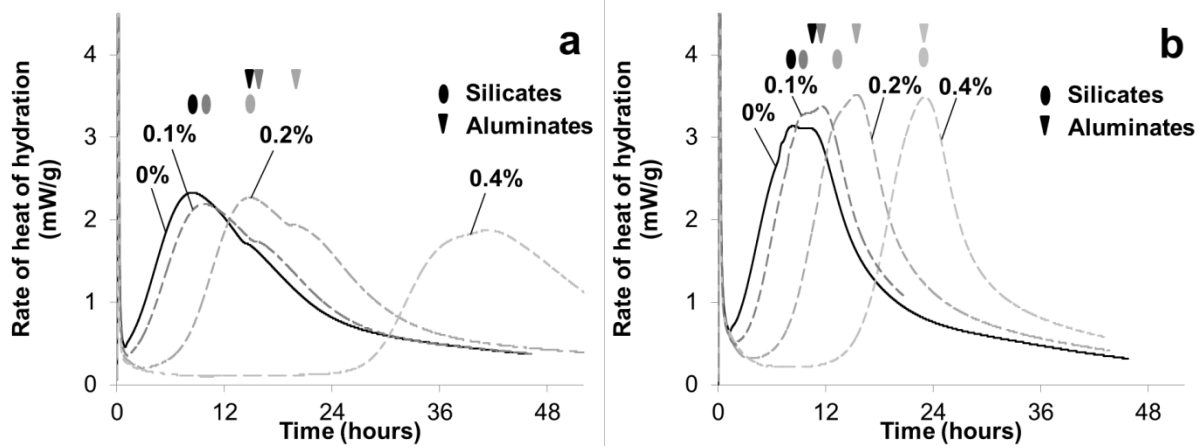 a
4
3
2
1
0
Rate of heat of hydration
(mW/g)
Silicates
Aluminates
0.1%
0%
0.2%
0.4%
0 12 24 36 48
Time (hours)
b
4
3
2
1
0
Rate of heat of hydration
(mW/g)
0.1%
0%
0.2%
0.4%
Silicates
Aluminates
0 12 24 36 48
Time (hours)